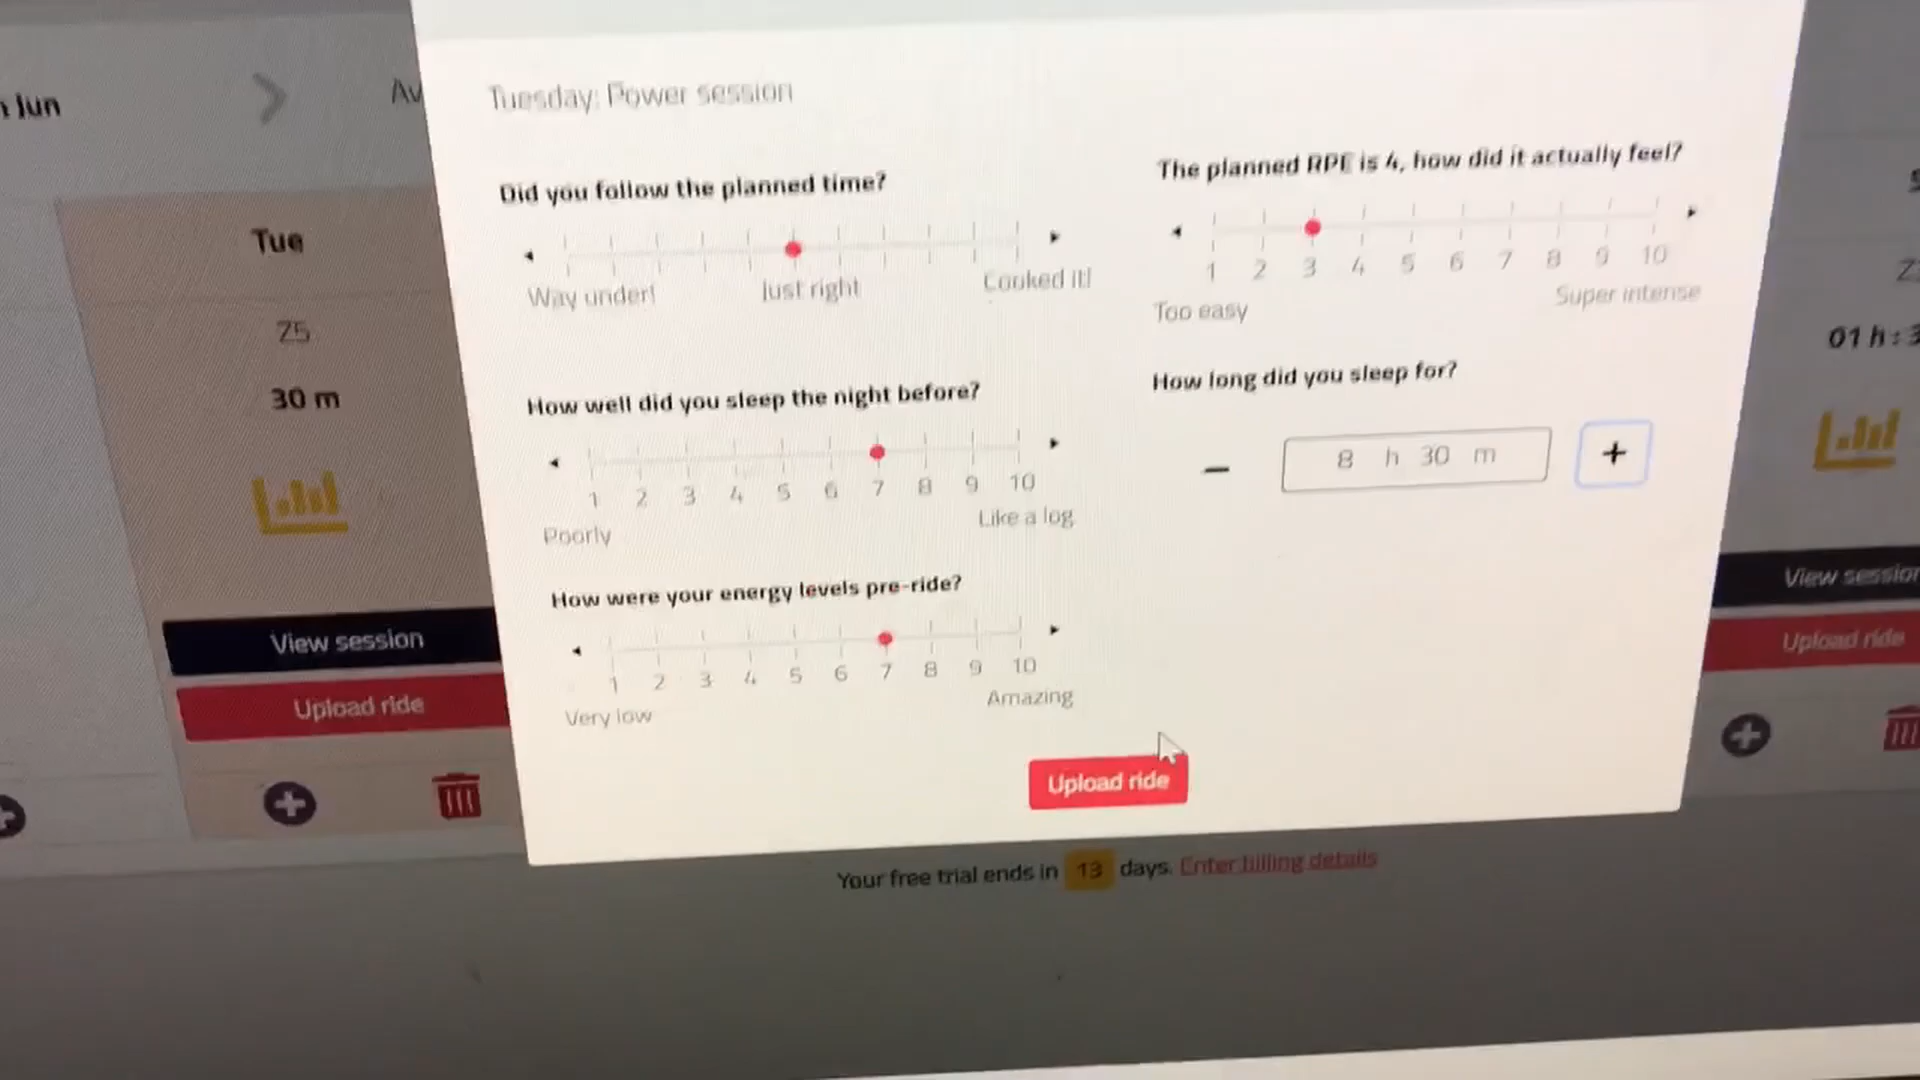 Tuesday: Power session
Did you follow the planned time?
Way under!
Just right
Cooked it!
The planned RPE is 4, how did it actually feel?
1 2 3 4 5 6 7 8 9 10
Too easy
Super intense
How well did you sleep the night before?
1 2 3 4 5 6 7 8 9 10
Poorly
Like a log
How long did you sleep for?
− 8 h 30 m +
How were your energy levels pre-ride?
1 2 3 4 5 6 7 8 9 10
Very low
Amazing
Upload ride
Your free trial ends in 13 days. Enter billing details
Jun
Av
Tue
Z5
30 m
View session
Upload ride
01 h : 3
View session
Upload ride